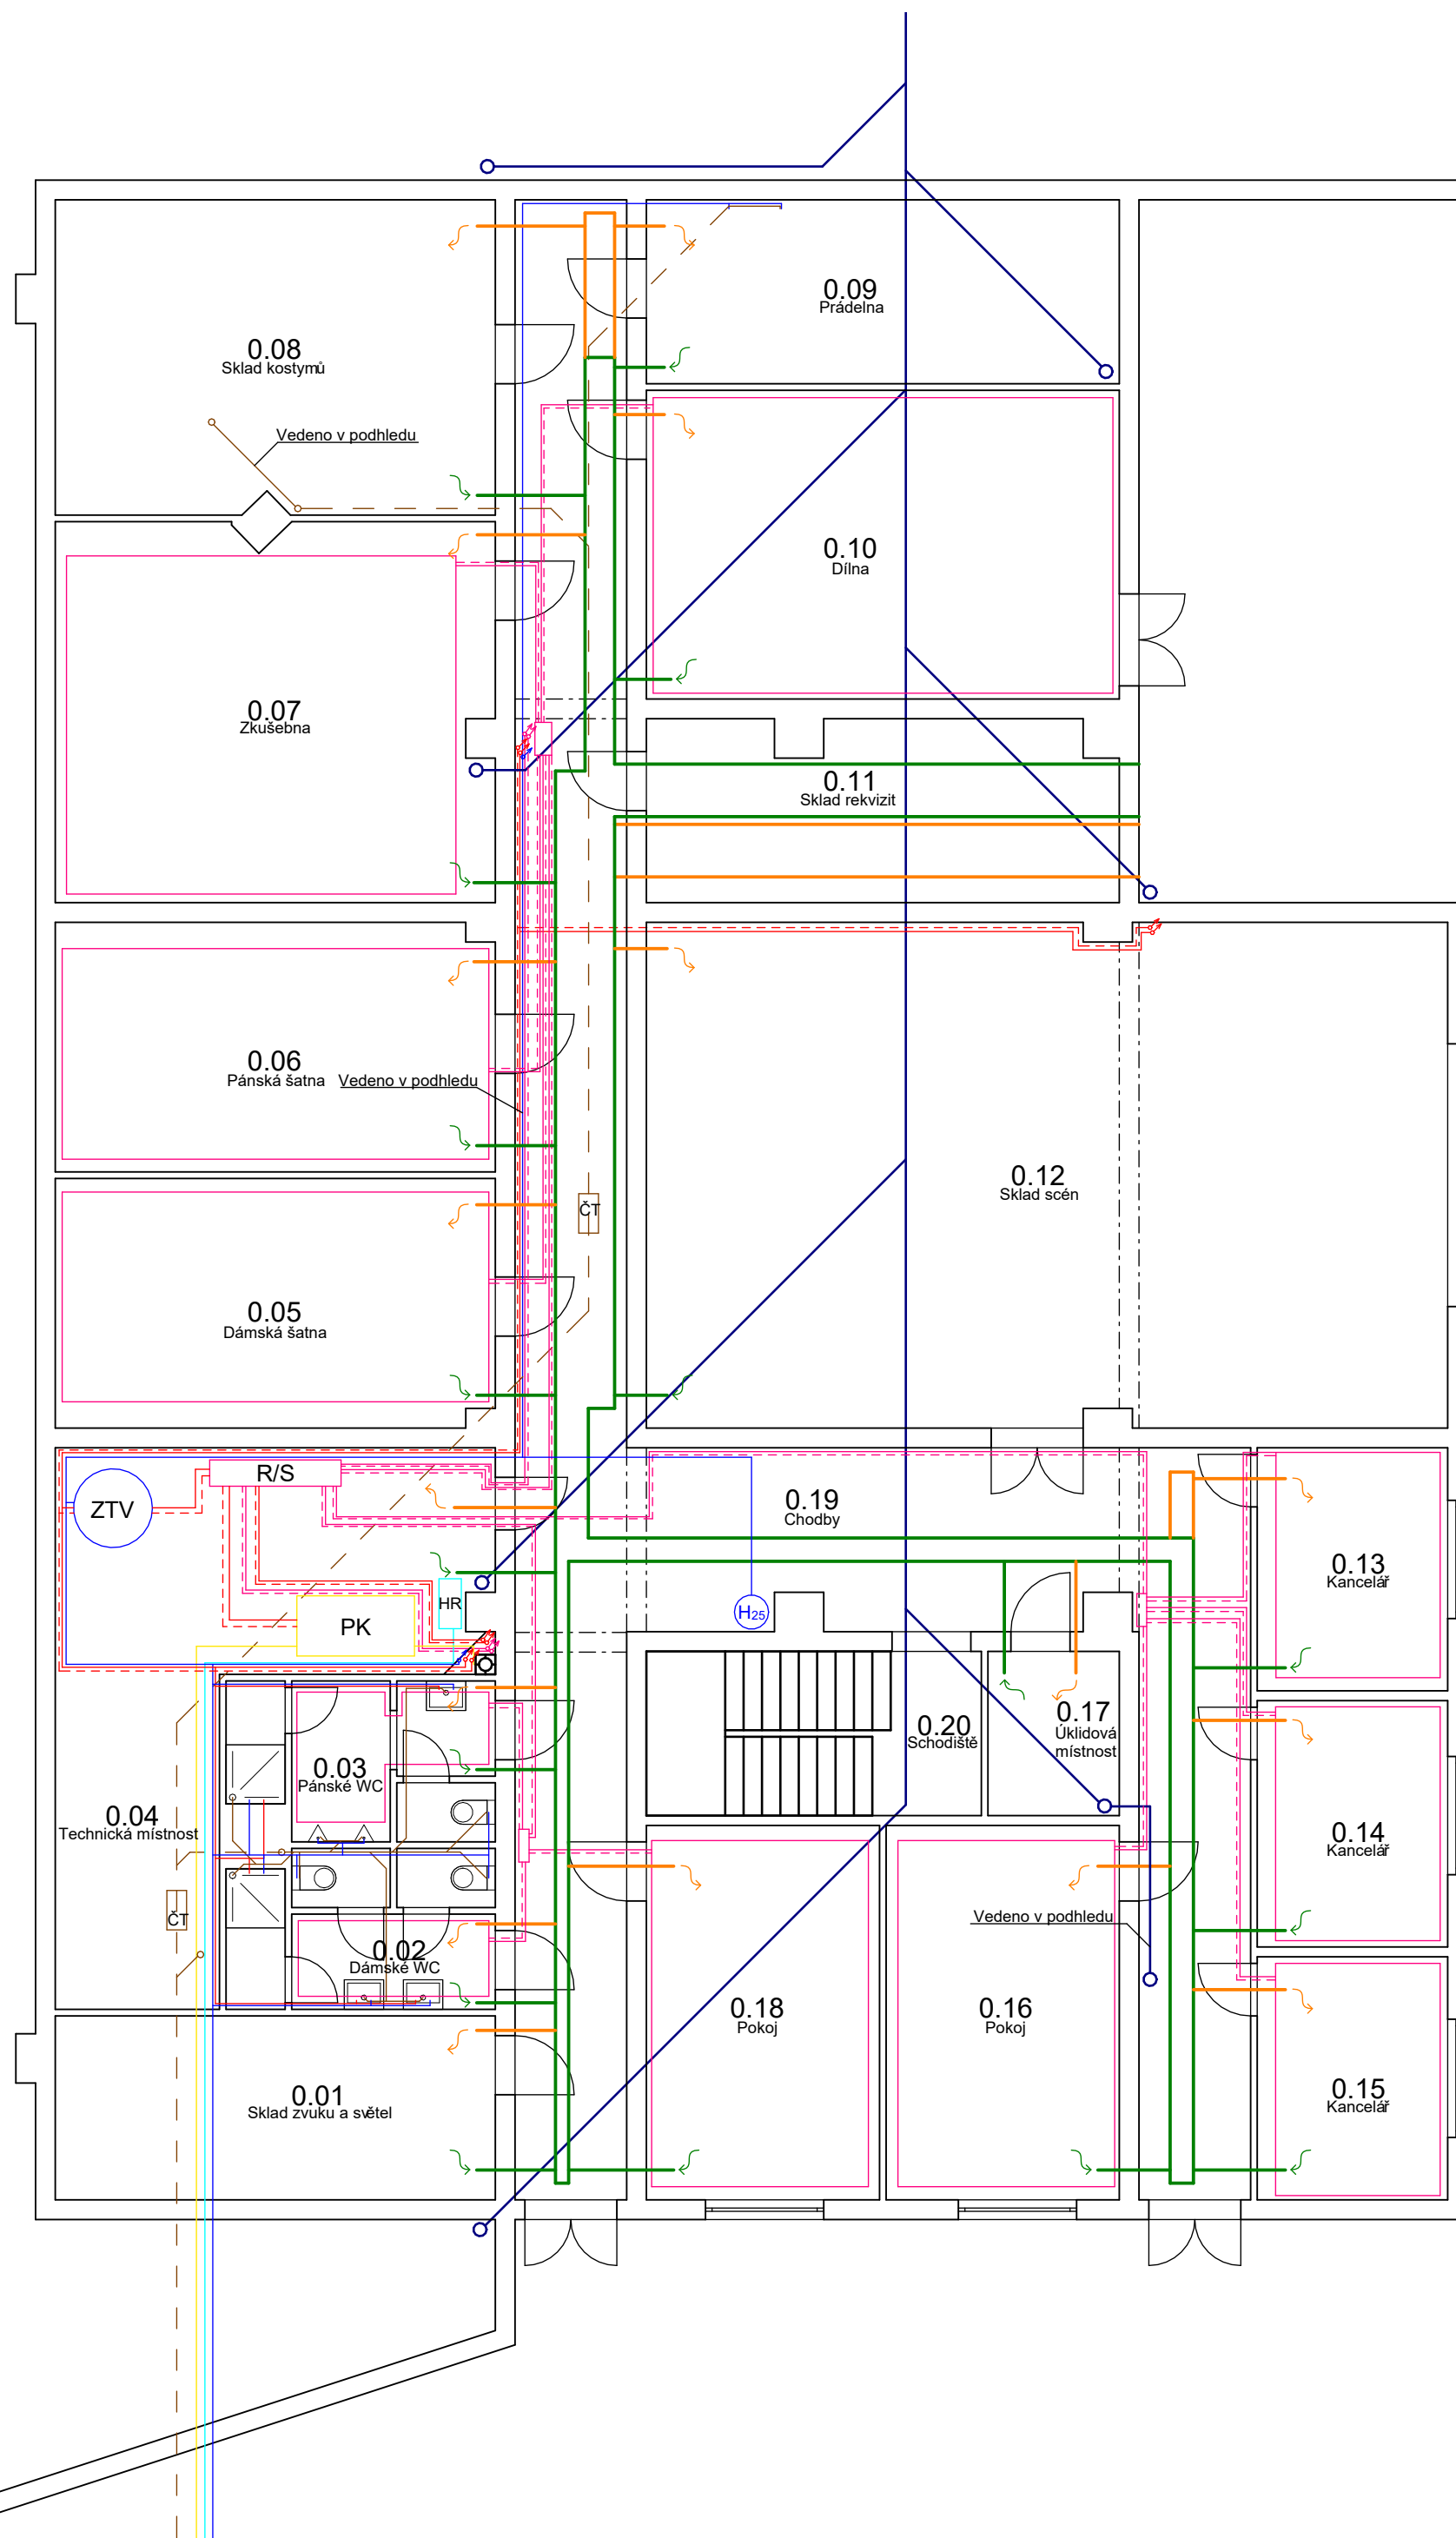 0.09
Prádelna
0.08
Sklad kostymů
Vedeno v podhledu
0.10
Dílna
0.07
Zkušebna
0.11
Sklad rekvizit
0.06
Pánská šatna
Vedeno v podhledu
0.12
Sklad scén
ČT
0.05
Dámská šatna
R/S
ZTV
0.19
Chodby
0.13
Kancelář
HR
PK
H25
0.20
Schodiště
0.17
Úklidová
místnost
0.03
Pánské WC
0.04
Technická místnost
0.14
Kancelář
ČT
Vedeno v podhledu
0.02
Dámské WC
0.18
Pokoj
0.16
Pokoj
0.01
Sklad zvuku a světel
0.15
Kancelář